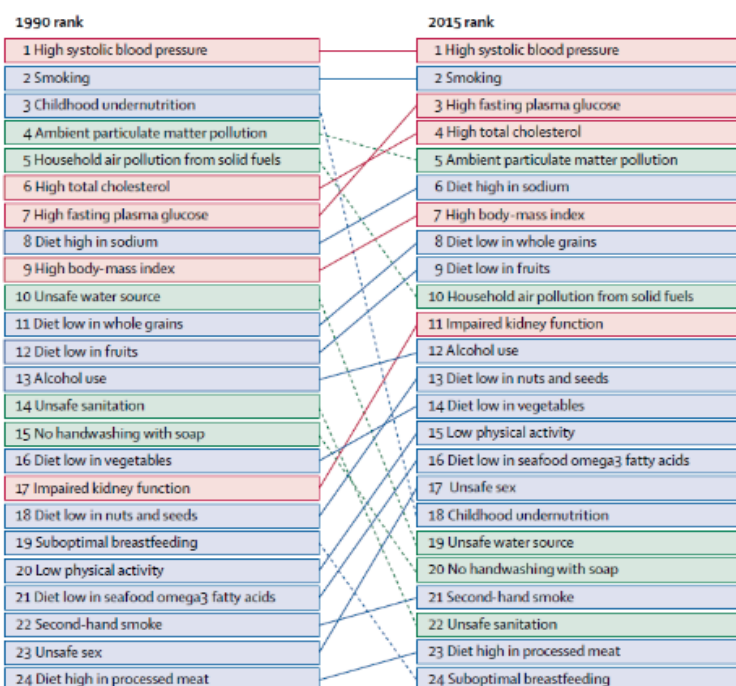 1990 rank
1 High systolic blood pressure
2 Smoking
3 Childhood undernutrition
4 Ambient particulate matter pollution
5 Household air pollution from solid fuels
6 High total cholesterol
7 High fasting plasma glucose
8 Diet high in sodium
9 High body-mass index
10 Unsafe water source
11 Diet low in whole grains
12 Diet low in fruits
13 Alcohol use
14 Unsafe sanitation
15 No handwashing with soap
16 Diet low in vegetables
17 Impaired kidney function
18 Diet low in nuts and seeds
19 Suboptimal breastfeeding
20 Low physical activity
21 Diet low in seafood omega3 fatty acids
22 Second-hand smoke
23 Unsafe sex
24 Diet high in processed meat
2015 rank
1 High systolic blood pressure
2 Smoking
3 High fasting plasma glucose
4 High total cholesterol
5 Ambient particulate matter pollution
6 Diet high in sodium
7 High body-mass index
8 Diet low in whole grains
9 Diet low in fruits
10 Household air pollution from solid fuels
11 Impaired kidney function
12 Alcohol use
13 Diet low in nuts and seeds
14 Diet low in vegetables
15 Low physical activity
16 Diet low in seafood omega3 fatty acids
17 Unsafe sex
18 Childhood undernutrition
19 Unsafe water source
20 No handwashing with soap
21 Second-hand smoke
22 Unsafe sanitation
23 Diet high in processed meat
24 Suboptimal breastfeeding